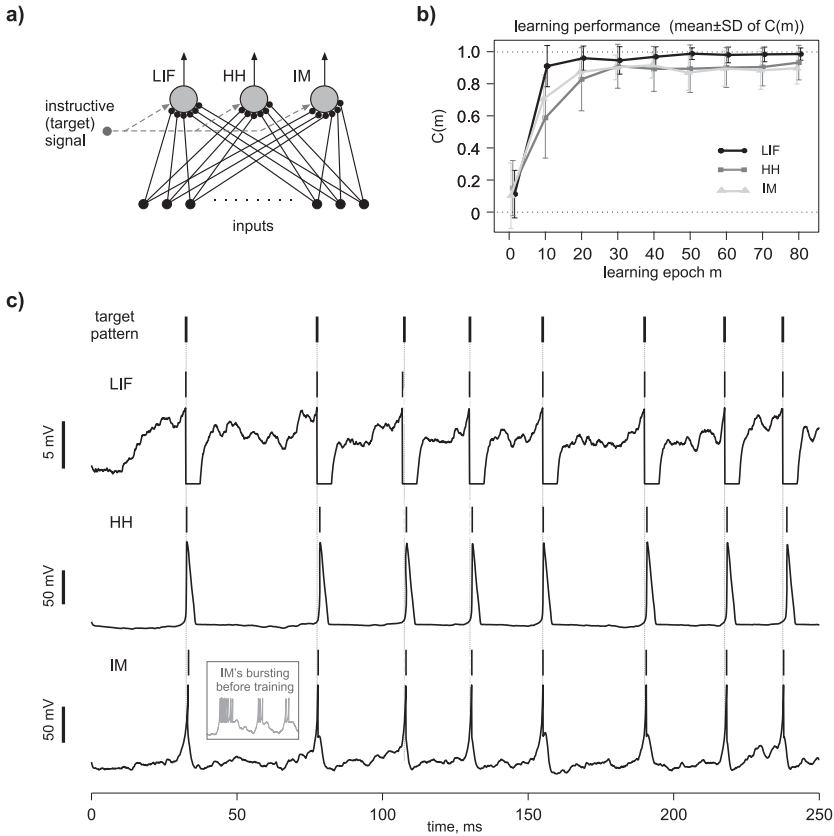 a)
LIF
HH
IM
instructive
(target)
signal
inputs
b)
learning performance (mean±SD of C(m))
C(m)
1.0
0.8
0.6
0.4
0.2
0
LIF
HH
IM
0 10 20 30 40 50 60 70 80
learning epoch m
c)
target
pattern
LIF
5 mV
HH
50 mV
IM
50 mV
IM's bursting
before training
0 50 100 150 200 250
time, ms